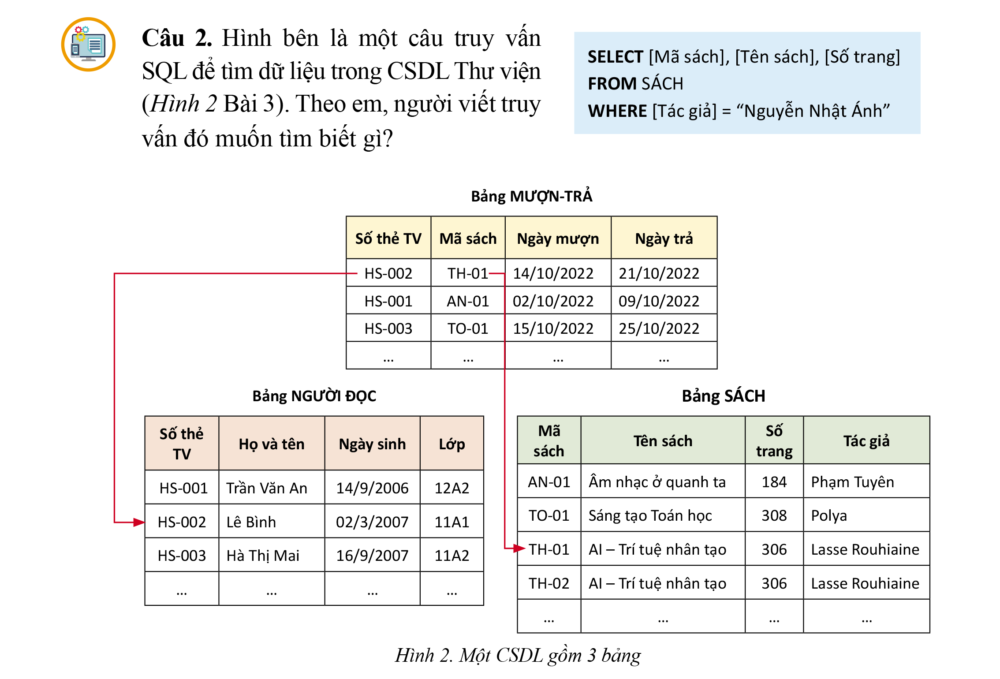 Câu 2. Hình bên là một câu truy vấn
SQL để tìm dữ liệu trong CSDL Thư viện
(Hình 2 Bài 3). Theo em, người viết truy
vấn đó muốn tìm biết gì?
SELECT [Mã sách], [Tên sách], [Số trang]
FROM SÁCH
WHERE [Tác giả] = “Nguyễn Nhật Ánh”
Bảng MƯỢN-TRẢ
Số thẻ TV Mã sách Ngày mượn Ngày trả
HS-002 TH-01 14/10/2022 21/10/2022
HS-001 AN-01 02/10/2022 09/10/2022
HS-003 TO-01 15/10/2022 25/10/2022
... ... ... ...
Bảng NGƯỜI ĐỌC
Số thẻ
TV
Họ và tên Ngày sinh Lớp
HS-001 Trần Văn An 14/9/2006 12A2
HS-002 Lê Bình 02/3/2007 11A1
HS-003 Hà Thị Mai 16/9/2007 11A2
... ... ... ...
Bảng SÁCH
Mã
sách
Tên sách
Số
trang
Tác giả
AN-01 Âm nhạc ở quanh ta 184 Phạm Tuyên
TO-01 Sáng tạo Toán học 308 Polya
TH-01 AI – Trí tuệ nhân tạo 306 Lasse Rouhiaine
TH-02 AI – Trí tuệ nhân tạo 306 Lasse Rouhiaine
... ... ... ...
Hình 2. Một CSDL gồm 3 bảng